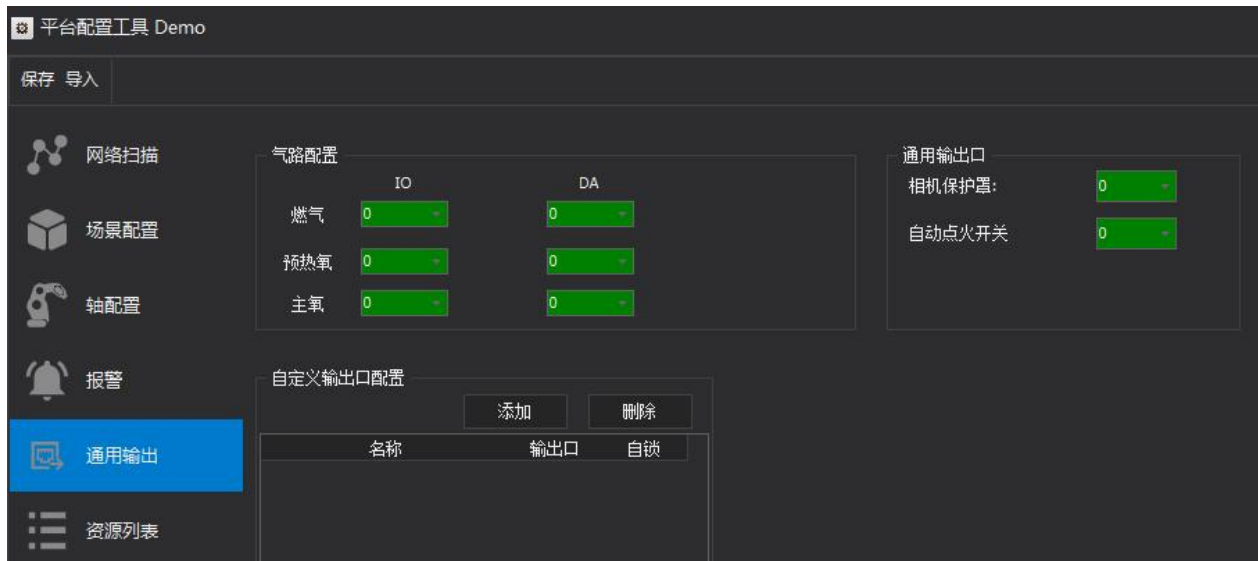 平台配置工具 Demo
保存 导入
网络扫描
场景配置
轴配置
报警
通用输出
资源列表
气路配置
IO DA
燃气 0 0
预热氧 0 0
主氧 0 0
通用输出口
相机保护罩: 0
自动点火开关 0
自定义输出口配置
添加 删除
名称 输出口 自锁